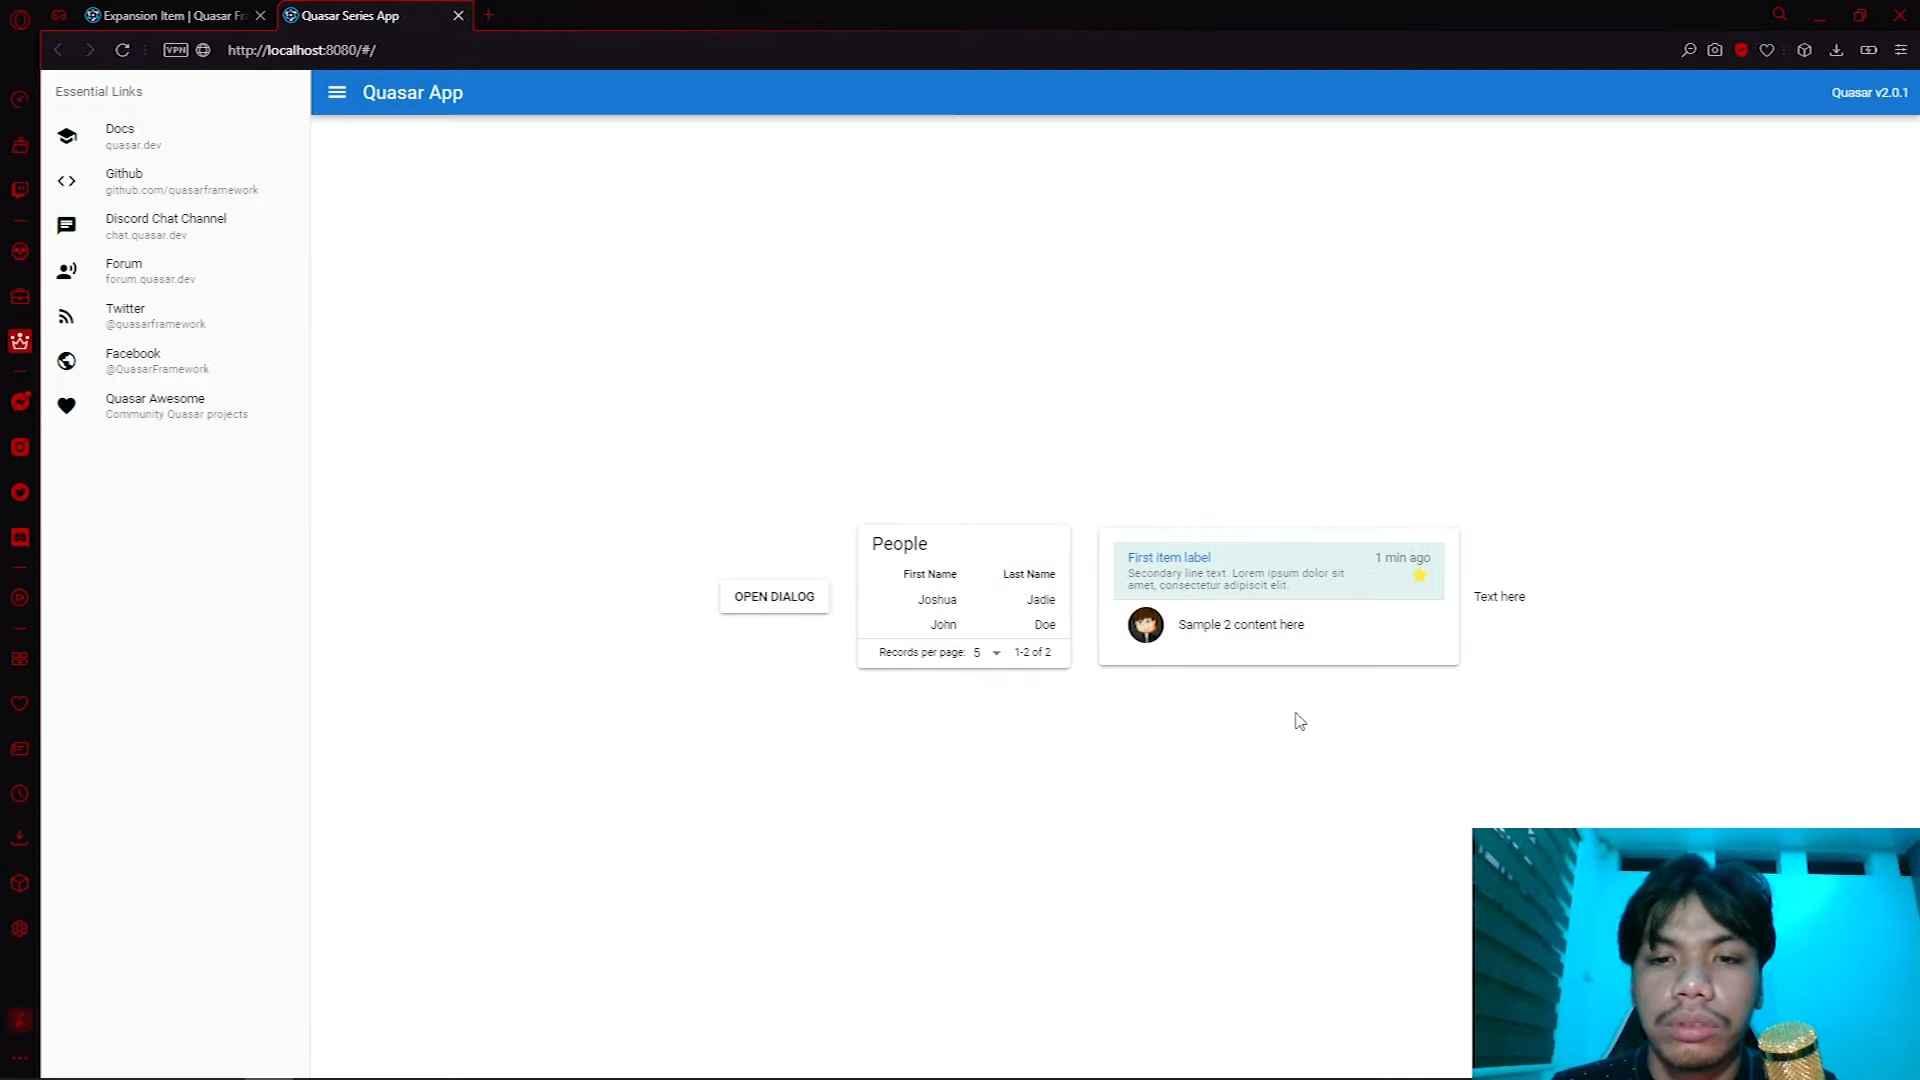 Expansion Item | Quasar Fr
Quasar Series App
VPN
http://localhost:8080/#/
Essential Links
Quasar App
Quasar v2.0.1
Docs
quasar.dev
Github
github.com/quasarframework
Discord Chat Channel
chat.quasar.dev
Forum
forum.quasar.dev
Twitter
@quasarframework
Facebook
@QuasarFramework
Quasar Awesome
Community Quasar projects
OPEN DIALOG
People
First Name Last Name
Joshua Jadie
John Doe
Records per page: 5 1-2 of 2
First item label 1 min ago
Secondary line text. Lorem ipsum dolor sit
amet, consectetur adipiscit elit.
Sample 2 content here
Text here